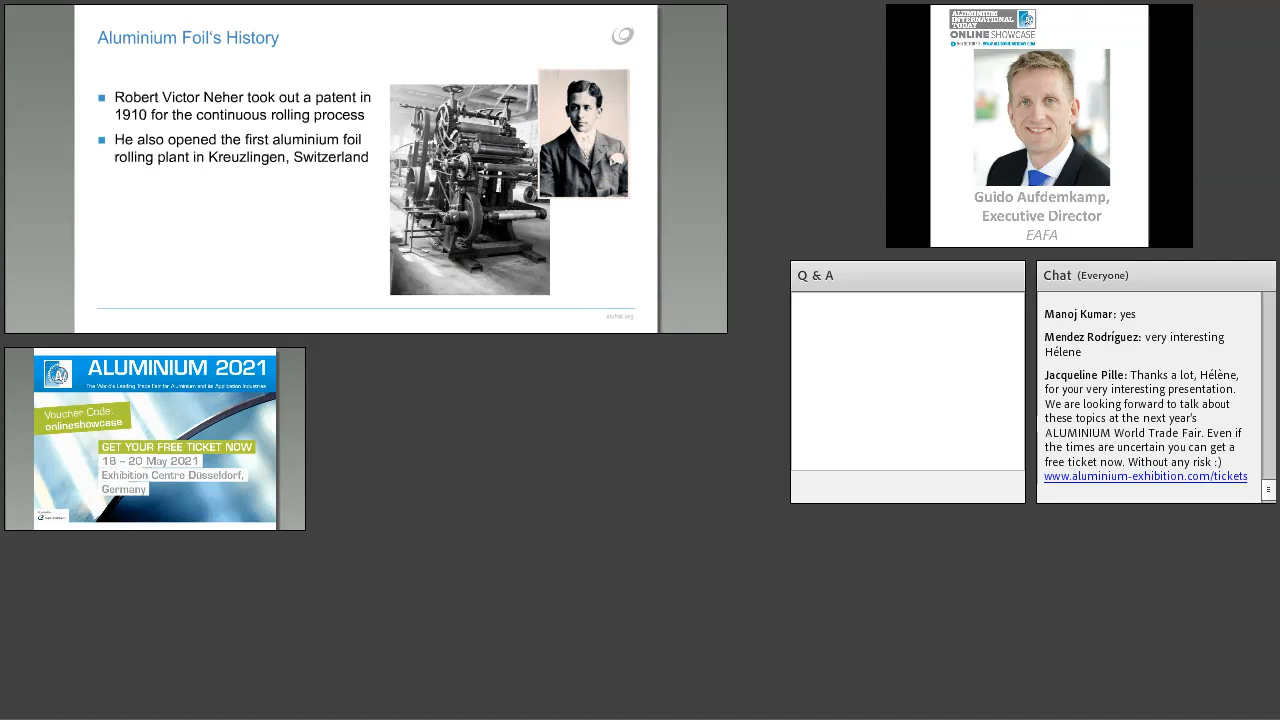 Aluminium Foil's History
Robert Victor Neher took out a patent in
1910 for the continuous rolling process
He also opened the first aluminium foil
rolling plant in Kreuzlingen, Switzerland
alufoil.org
ALUMINIUM
INTERNATIONAL
TODAY
ONLINE SHOWCASE
Guido Aufdemkamp,
Executive Director
EAFA
Q & A
Chat (Everyone)
Manoj Kumar: yes
Mendez Rodríguez: very interesting
Hélene
Jacqueline Pille: Thanks a lot, Hélène,
for your very interesting presentation.
We are looking forward to talk about
these topics at the next year's
ALUMINIUM World Trade Fair. Even if
the times are uncertain you can get a
free ticket now. Without any risk :)
www.aluminium-exhibition.com/tickets
ALUMINIUM 2021
The World's Leading Trade Fair for Aluminium and its Application Industries
Voucher Code:
onlineshowcase
GET YOUR FREE TICKET NOW
18 – 20 May 2021
Exhibition Centre Düsseldorf,
Germany